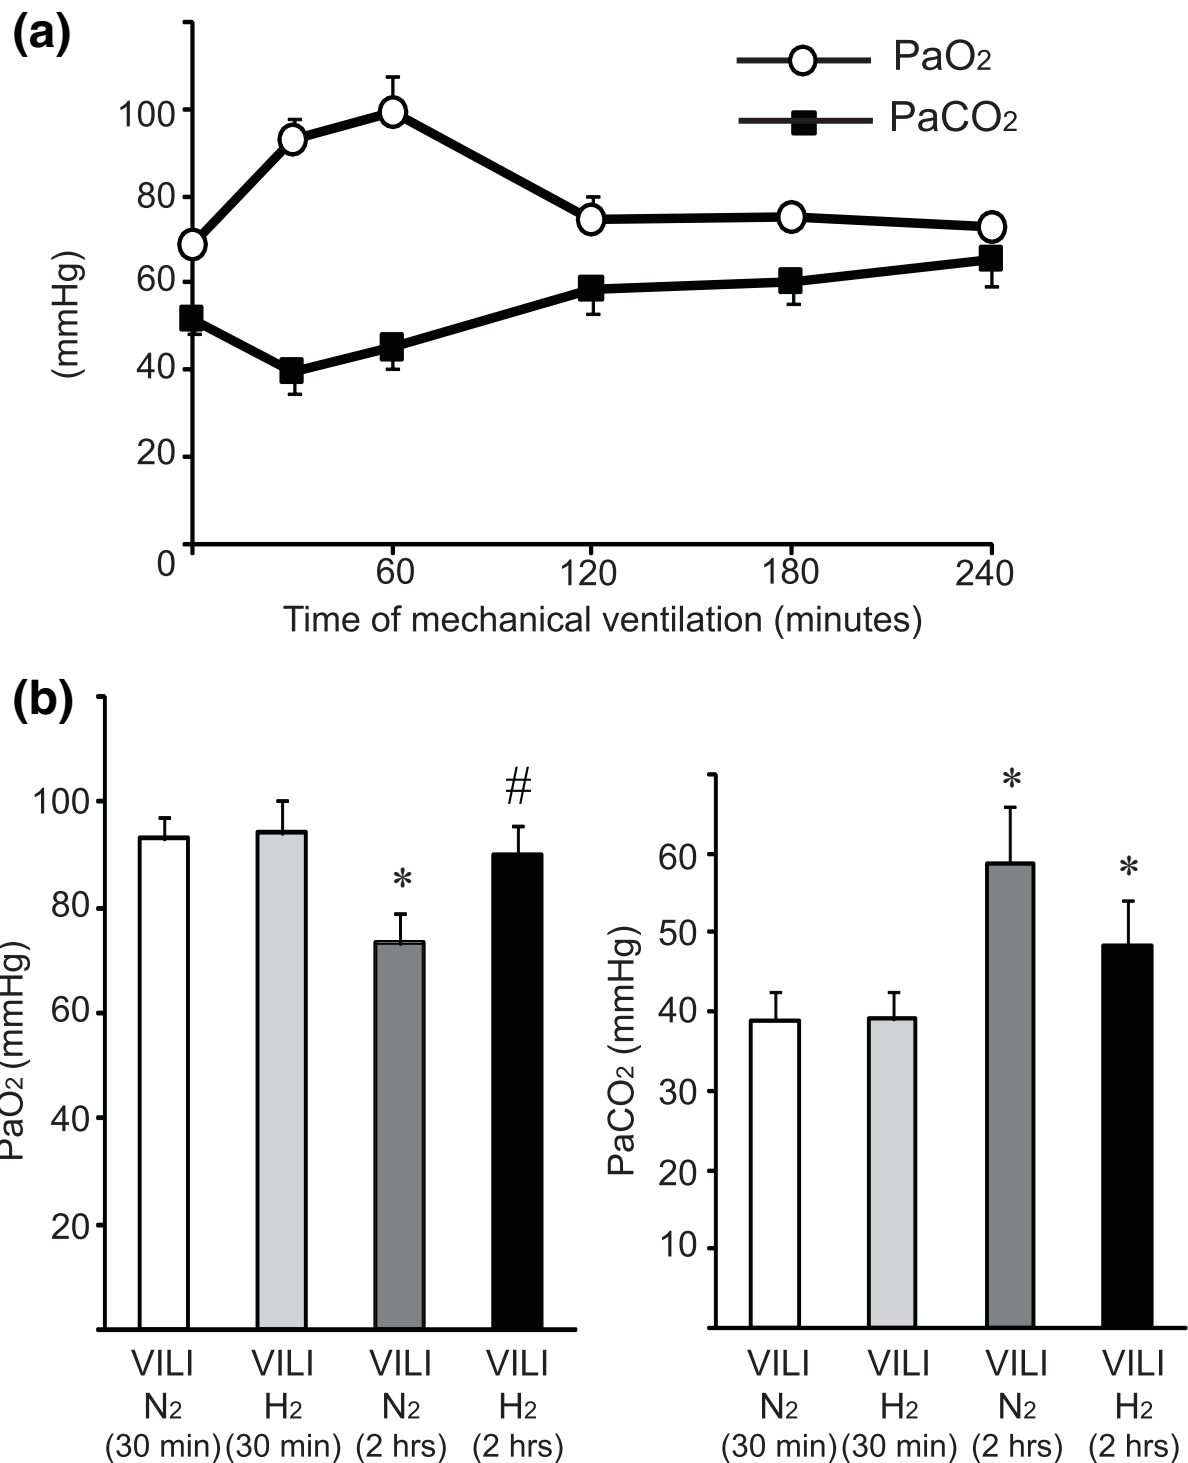 (a)
PaO2
PaCO2
100
80
60
40
20
0
(mmHg)
60 120 180 240
Time of mechanical ventilation (minutes)
(b)
100
80
60
40
20
PaO2 (mmHg)
*
#
VILI VILI VILI VILI
N2 H2 N2 H2
(30 min) (30 min) (2 hrs) (2 hrs)
60
50
40
30
20
10
PaCO2 (mmHg)
*
*
VILI VILI VILI VILI
N2 H2 N2 H2
(30 min) (30 min) (2 hrs) (2 hrs)